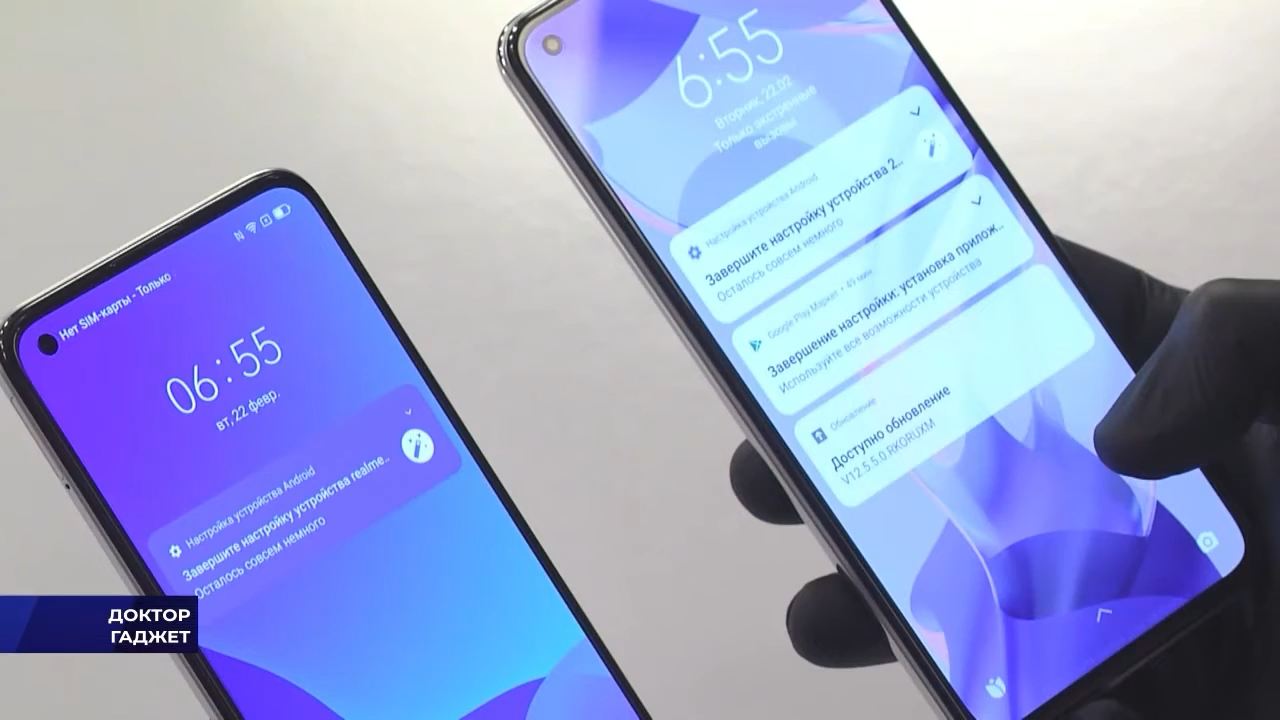 Нет SIM-карты - Только
06:55
вт, 22 февр.
Настройка устройства Android
Завершите настройку устройства realme..
Осталось совсем немного
6:55
Вторник, 22.02
Только экстренные
вызовы
Настройка устройства Android
Завершите настройку устройства 2...
Осталось совсем немного
Google Play Маркет • 49 мин
Завершение настройки: установка прилож...
Используйте все возможности устройства
Обновление
Доступно обновление
V12.5.5.0.RKORUXM
ДОКТОР
ГАДЖЕТ